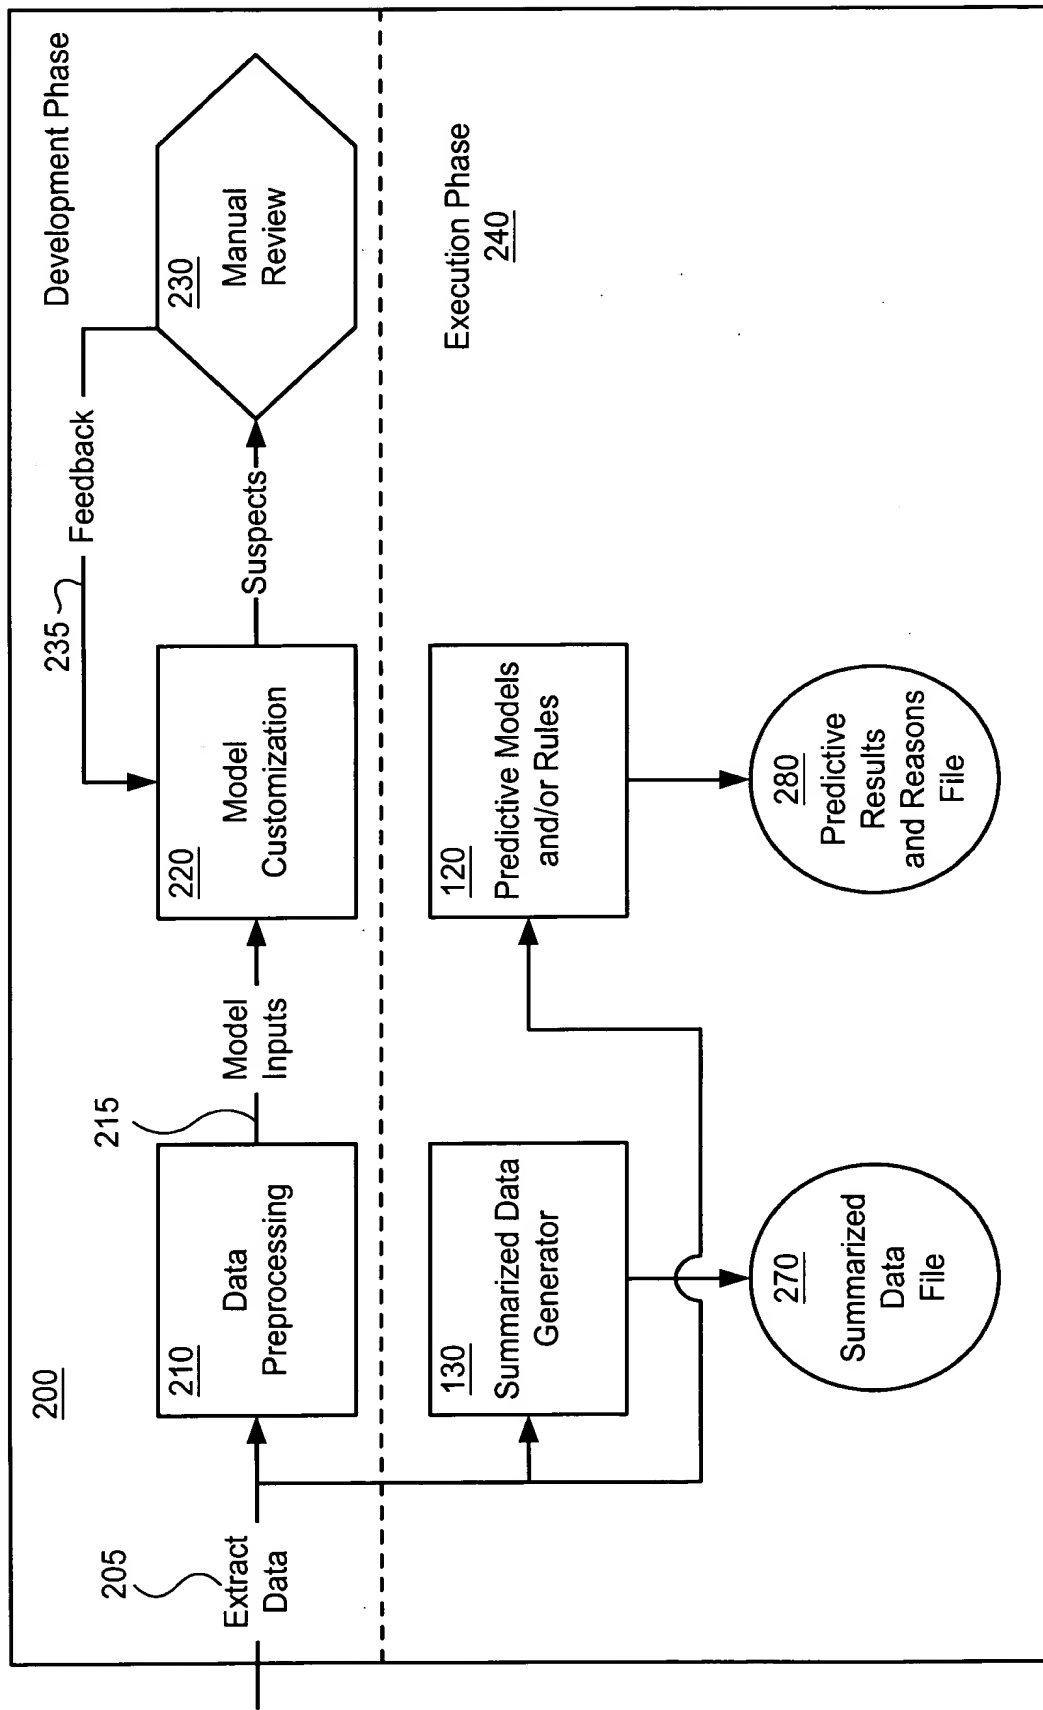 200
Development Phase
205
Extract
Data
210
Data
Preprocessing
215
Model
Inputs
220
Model
Customization
235
Feedback
Suspects
230
Manual
Review
Execution Phase
240
130
Summarized Data
Generator
120
Predictive Models
and/or Rules
270
Summarized
Data
File
280
Predictive
Results
and Reasons
File